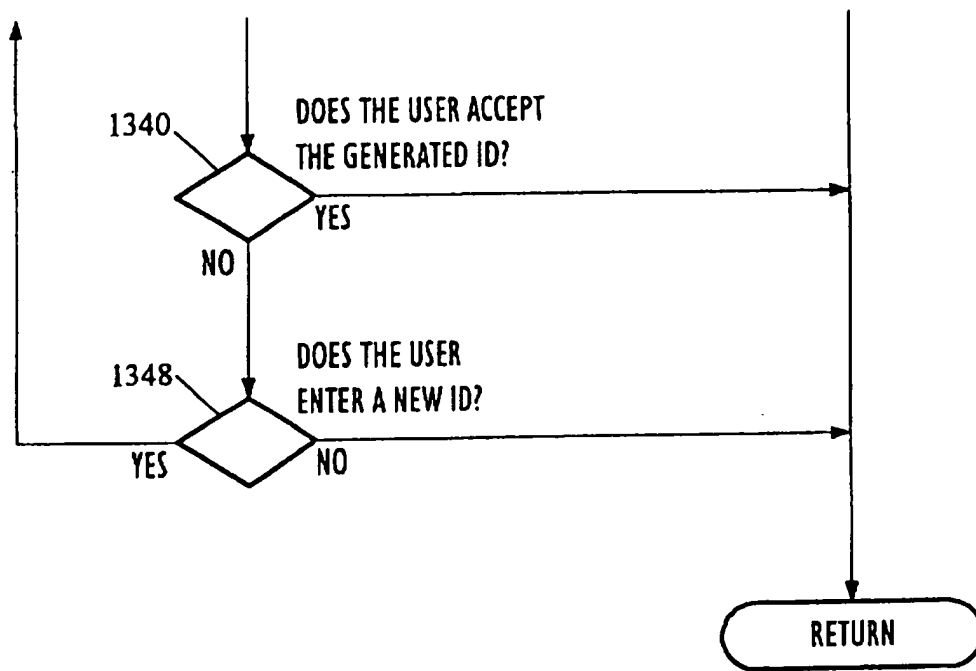 DOES THE USER ACCEPT
THE GENERATED ID?
1340
YES
NO
DOES THE USER
ENTER A NEW ID?
1348
YES
NO
RETURN